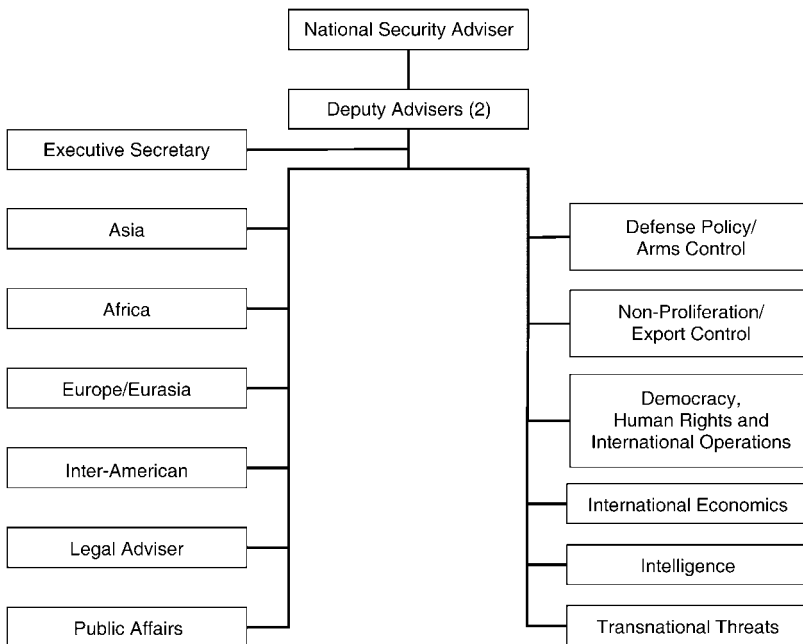 National Security Adviser
Deputy Advisers (2)
Executive Secretary
Asia
Africa
Europe/Eurasia
Inter-American
Legal Adviser
Public Affairs
Defense Policy/
Arms Control
Non-Proliferation/
Export Control
Democracy,
Human Rights and
International Operations
International Economics
Intelligence
Transnational Threats